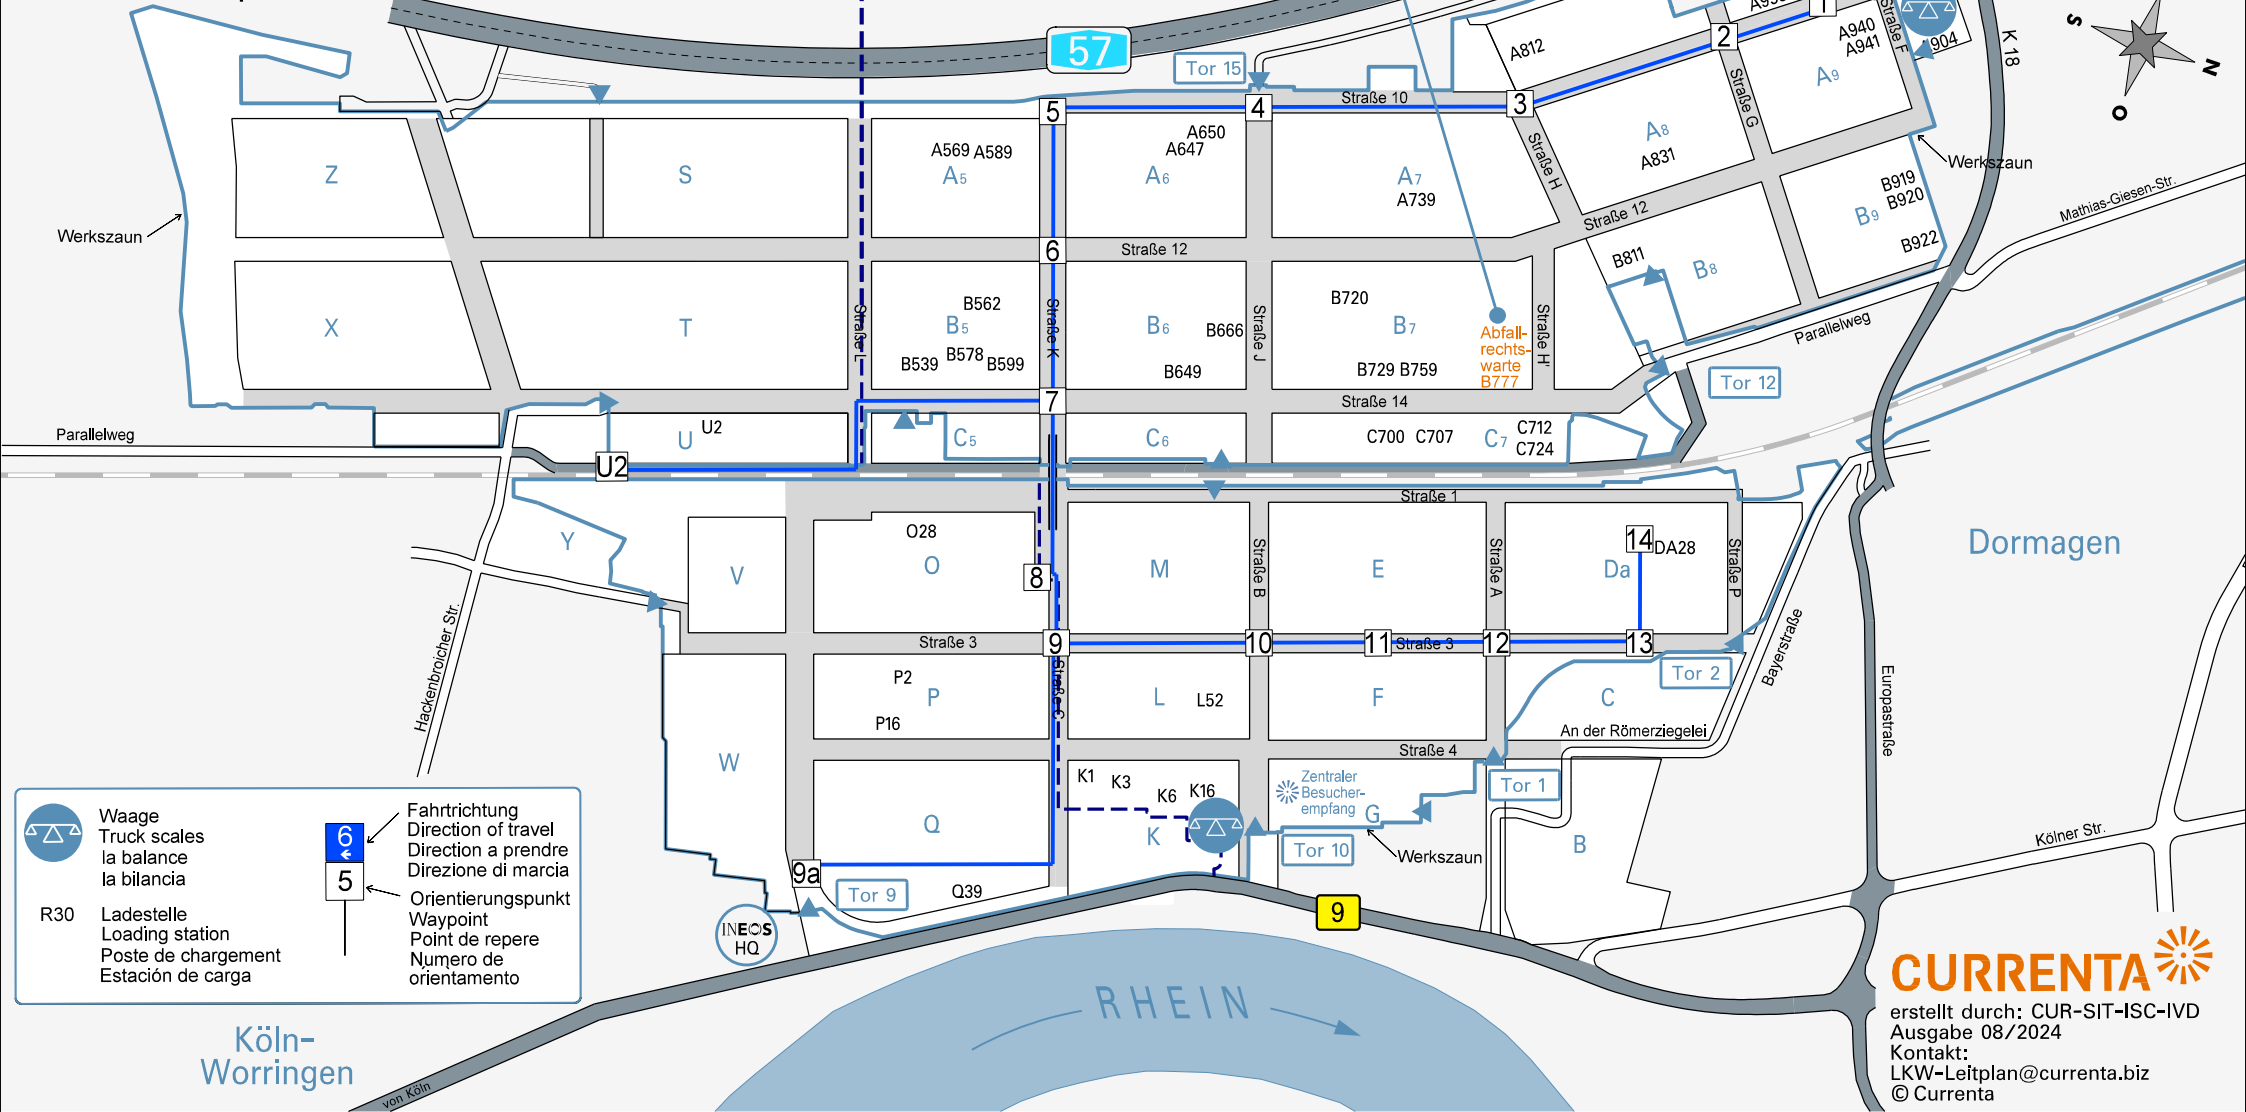 57
Tor 15
Straße 10
A812
1
2
3
4
5
A940
A941
A904
Straße F
K 18
S
N
O
Straße G
A9
A8
A831
Werkszaun
Straße H
Z
S
A569 A589
A5
A650
A647
A6
A7
A739
B919
B920
B9
B922
Mathias-Giesen-Str.
Werkszaun
6
Straße 12
Straße 12
B811
B8
X
T
Straße L
B562
B5
B578
B539
B599
Straße K
B6
B666
B649
Straße J
B720
B7
B729 B759
Abfall-
rechts-
warte
B777
Straße H'
Parallelweg
Tor 12
7
Straße 14
Parallelweg
U
U2
U2
C5
C6
C700 C707
C7
C712
C724
Straße 1
Dormagen
Y
V
O28
O
8
M
Straße B
E
Straße A
14
DA28
Da
Straße P
Hackenbroicher Str.
Straße 3
9
10
11
Straße 3
12
13
Tor 2
Bayerstraße
Europastraße
P2
P
P16
Straße C
L
L52
F
C
An der Römerziegelei
W
Straße 4
Q
K1
K3
K6
K16
K
Zentraler
Besucher-
empfang
G
Tor 1
B
Tor 10
Werkszaun
Kölner Str.
9a
Tor 9
Q39
INEOS
HQ
9
Waage
Truck scales
la balance
la bilancia
R30
Ladestelle
Loading station
Poste de chargement
Estación de carga
6
Fahrtrichtung
Direction of travel
Direction a prendre
Direzione di marcia
5
Orientierungspunkt
Waypoint
Point de repere
Numero de
orientamento
Köln-
Worringen
von Köln
RHEIN
CURRENTA
erstellt durch: CUR-SIT-ISC-IVD
Ausgabe 08/2024
Kontakt:
LKW-Leitplan@currenta.biz
© Currenta